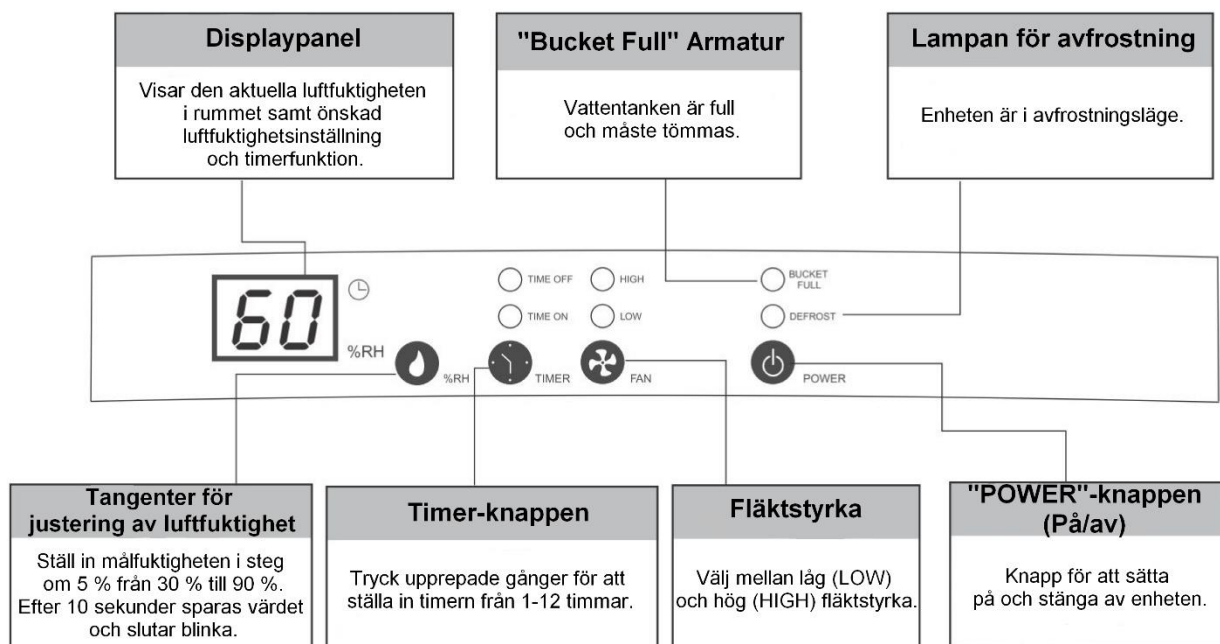 Displaypanel
Visar den aktuella luftfuktigheten
i rummet samt önskad
luftfuktighetsinställning
och timerfunktion.
"Bucket Full" Armatur
Vattentanken är full
och måste tömmas.
Lampan för avfrostning
Enheten är i avfrostningsläge.
60
%RH
%RH
TIME OFF
TIME ON
TIMER
HIGH
LOW
FAN
BUCKET
FULL
DEFROST
POWER
Tangenter för
justering av luftfuktighet
Ställ in målfuktigheten i steg
om 5 % från 30 % till 90 %.
Efter 10 sekunder sparas värdet
och slutar blinka.
Timer-knappen
Tryck upprepade gånger för att
ställa in timern från 1-12 timmar.
Fläktstyrka
Välj mellan låg (LOW)
och hög (HIGH) fläktstyrka.
"POWER"-knappen
(På/av)
Knapp för att sätta
på och stänga av enheten.